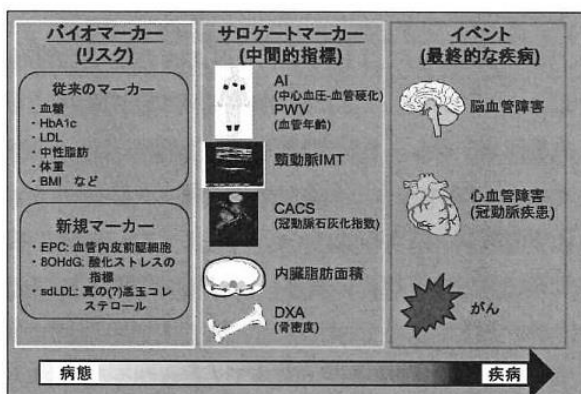 バイオマーカー
(リスク)
従来のマーカー
・血糖
・HbA1c
・LDL
・中性脂肪
・体重
・BMI など
新規マーカー
・EPC: 血管内皮前駆細胞
・8OHdG: 酸化ストレスの
指標
・sdLDL: 真の(?)悪玉コレ
ステロール
サロゲートマーカー
(中間的指標)
AI
(中心血圧-血管硬化)
PWV
(血管年齢)
頸動脈IMT
CACS
(冠動脈石灰化指数)
内臓脂肪面積
DXA
(骨密度)
イベント
(最終的な疾病)
脳血管障害
心血管障害
(冠動脈疾患)
がん
病態
疾病